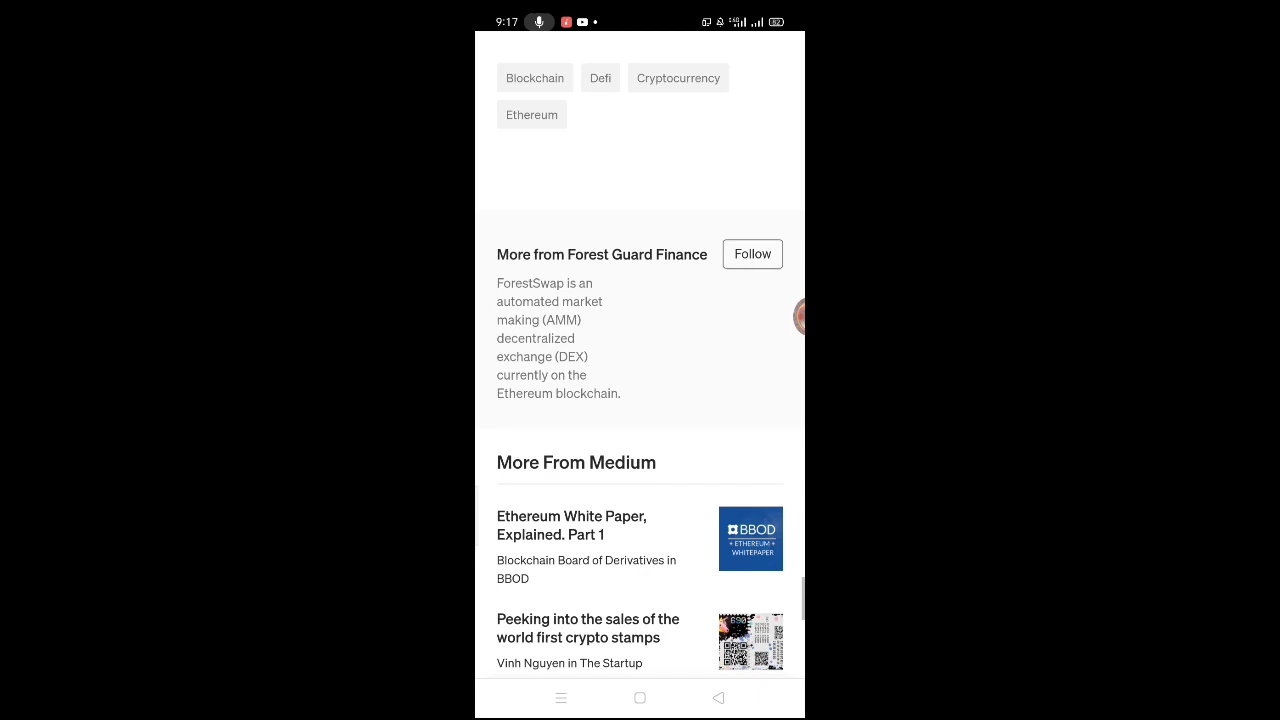 9:17
82
Blockchain Defi Cryptocurrency
Ethereum
More from Forest Guard Finance Follow
ForestSwap is an
automated market
making (AMM)
decentralized
exchange (DEX)
currently on the
Ethereum blockchain.
More From Medium
Ethereum White Paper,
Explained. Part 1
Blockchain Board of Derivatives in
BBOD
BBOD
ETHEREUM
WHITEPAPER
Peeking into the sales of the
world first crypto stamps
Vinh Nguyen in The Startup
690